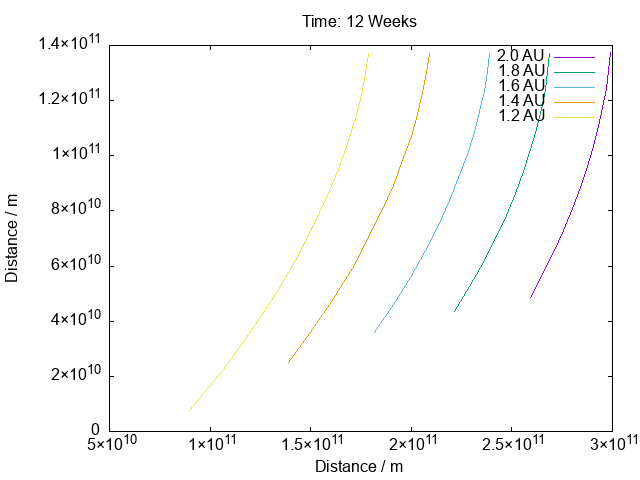 Time: 12 Weeks
1.4×10¹¹
1.2×10¹¹
1×10¹¹
8×10¹⁰
6×10¹⁰
4×10¹⁰
2×10¹⁰
0
Distance / m
2.0 AU
1.8 AU
1.6 AU
1.4 AU
1.2 AU
5×10¹⁰ 1×10¹¹ 1.5×10¹¹ 2×10¹¹ 2.5×10¹¹ 3×10¹¹
Distance / m